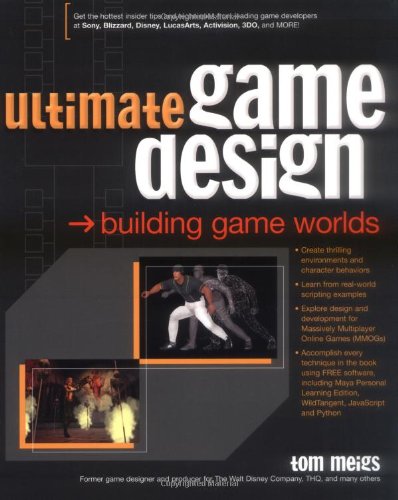 Copyrighted Material
Get the hottest insider tips and techniques from leading game developers
at Sony, Blizzard, Disney, LucasArts, Activision, 3DO, and MORE!
ultimate game
design
→ building game worlds
• Create thrilling
environments and
character behaviors
• Learn from real-world
scripting examples
• Explore design and
development for
Massively Multiplayer
Online Games (MMOGs)
• Accomplish every
technique in the book
using FREE software,
including Maya Personal
Learning Edition,
WildTangent, JavaScript
and Python
tom meigs
Former game designer and producer for The Walt Disney Company, THQ, and many others
Copyrighted Material